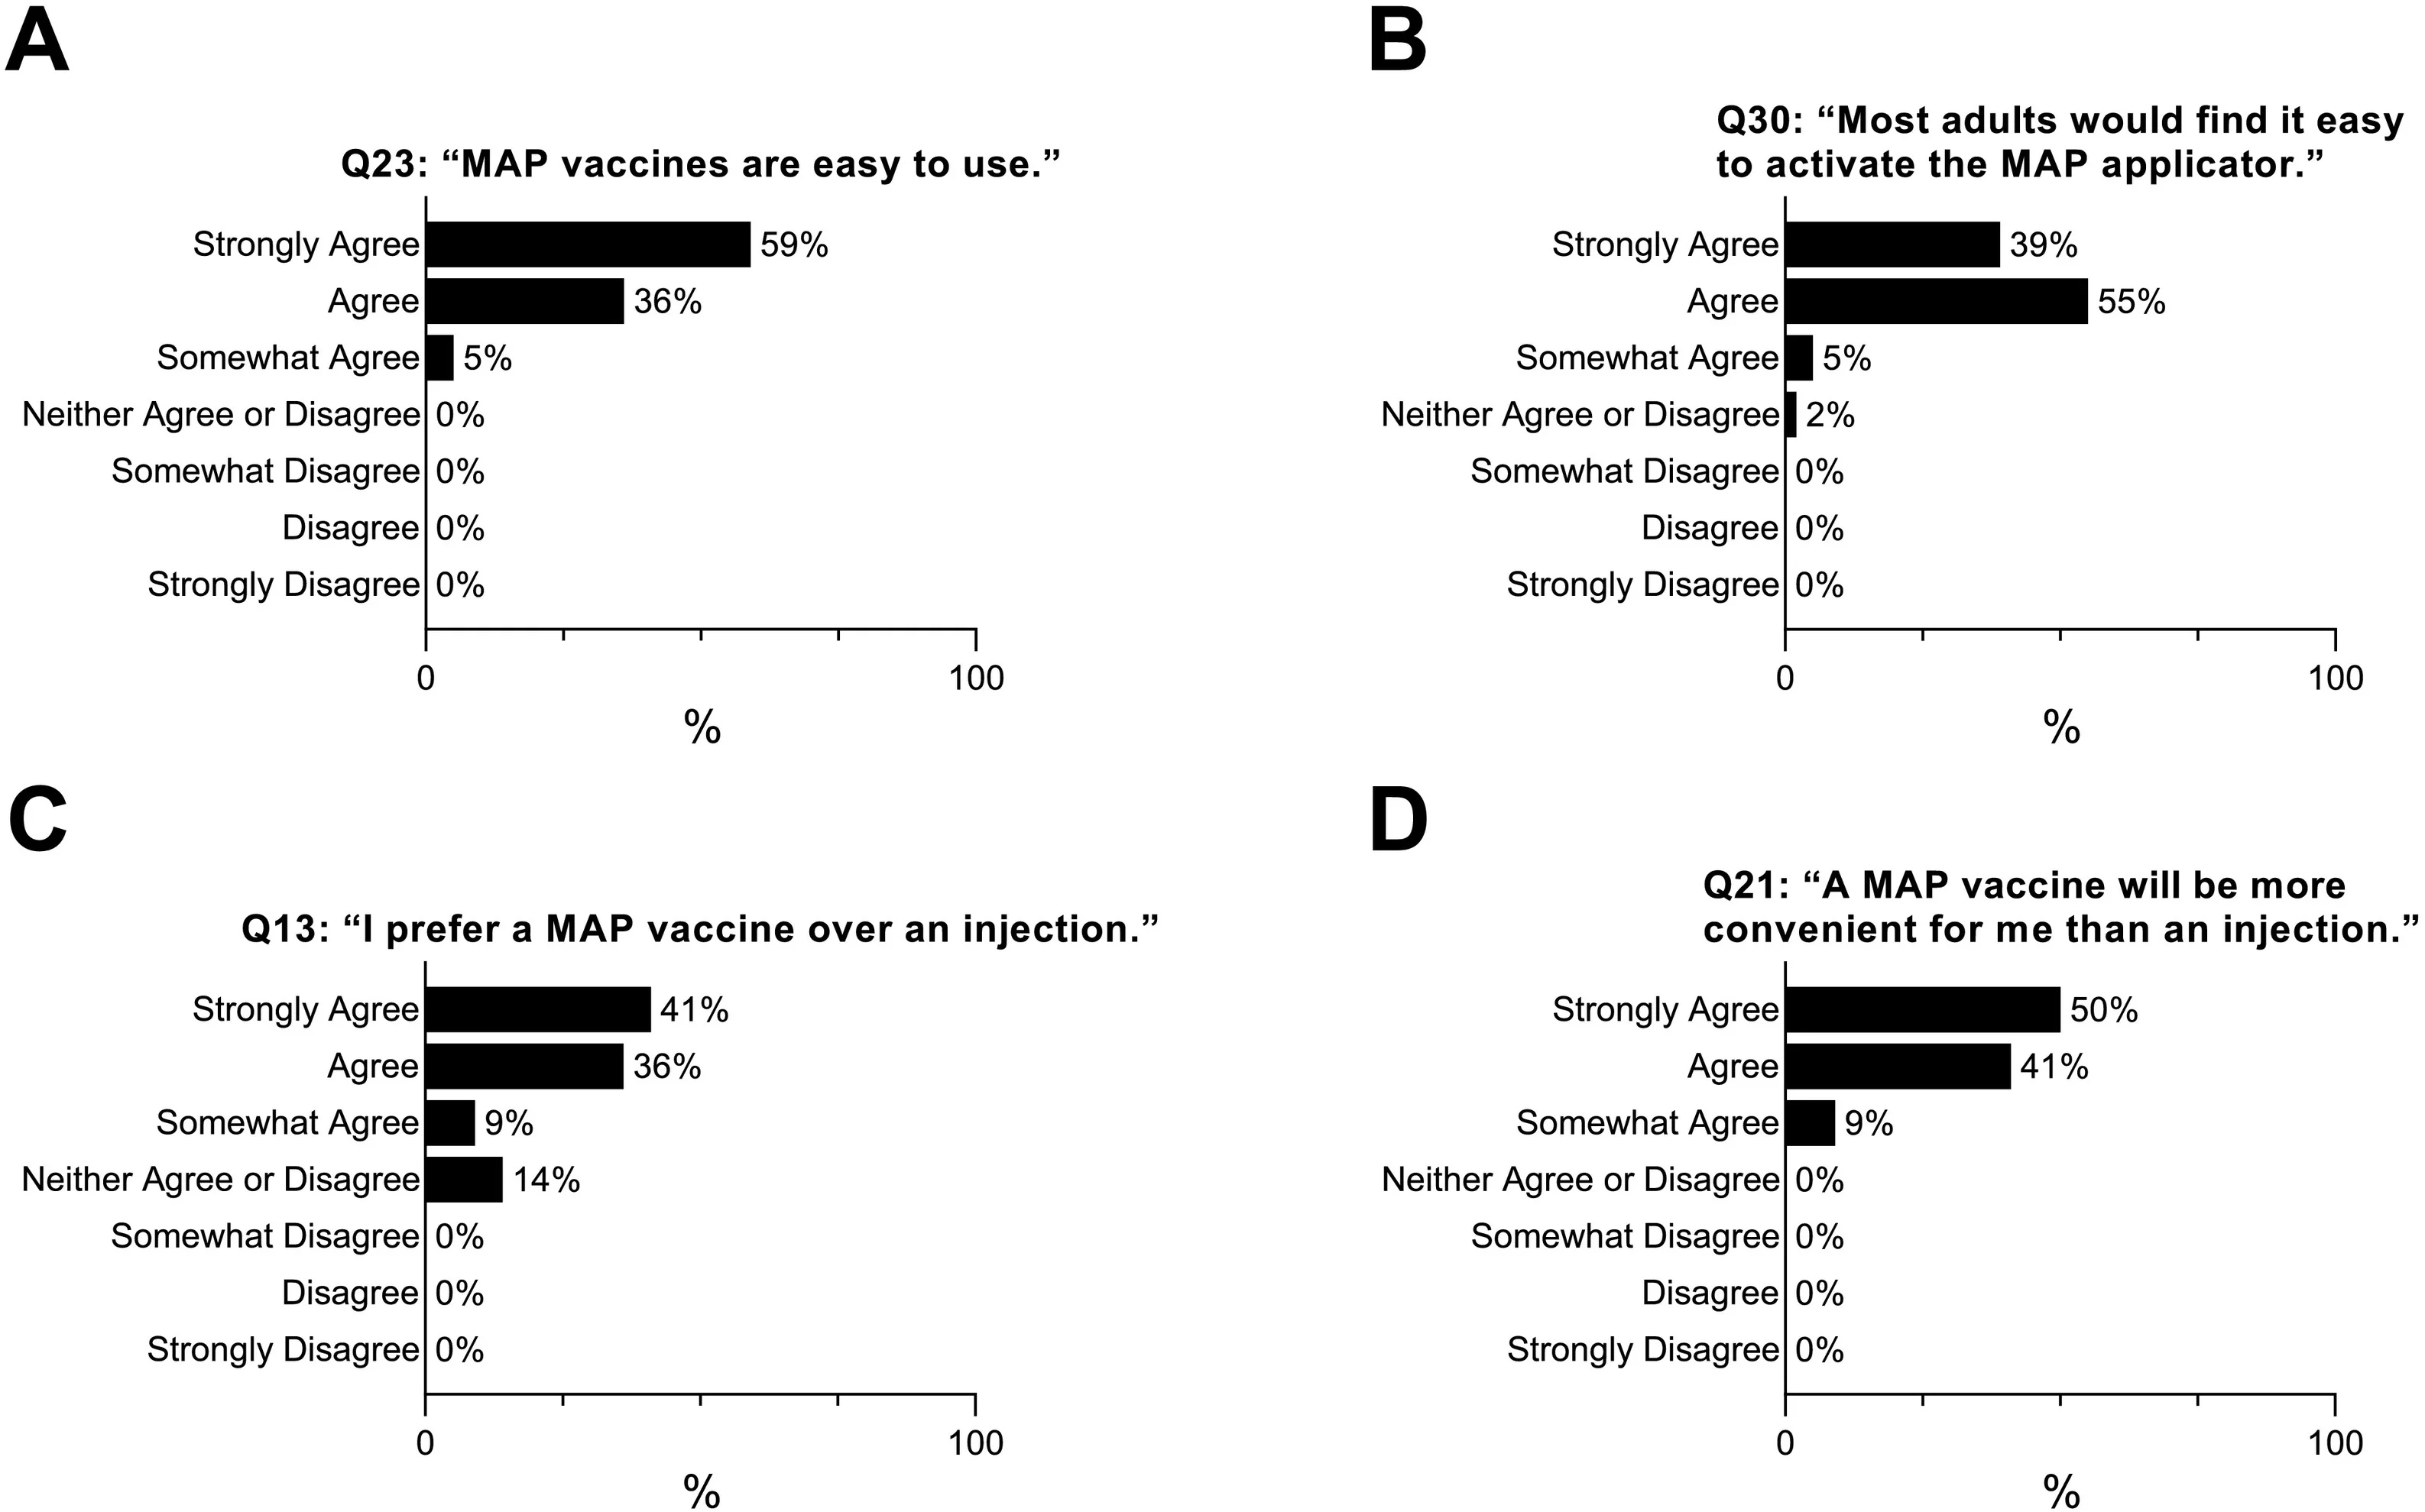 A
Q23: “MAP vaccines are easy to use.”
Strongly Agree 59%
Agree 36%
Somewhat Agree 5%
Neither Agree or Disagree 0%
Somewhat Disagree 0%
Disagree 0%
Strongly Disagree 0%
0 100
%
B
Q30: “Most adults would find it easy
to activate the MAP applicator.”
Strongly Agree 39%
Agree 55%
Somewhat Agree 5%
Neither Agree or Disagree 2%
Somewhat Disagree 0%
Disagree 0%
Strongly Disagree 0%
0 100
%
C
Q13: “I prefer a MAP vaccine over an injection.”
Strongly Agree 41%
Agree 36%
Somewhat Agree 9%
Neither Agree or Disagree 14%
Somewhat Disagree 0%
Disagree 0%
Strongly Disagree 0%
0 100
%
D
Q21: “A MAP vaccine will be more
convenient for me than an injection.”
Strongly Agree 50%
Agree 41%
Somewhat Agree 9%
Neither Agree or Disagree 0%
Somewhat Disagree 0%
Disagree 0%
Strongly Disagree 0%
0 100
%